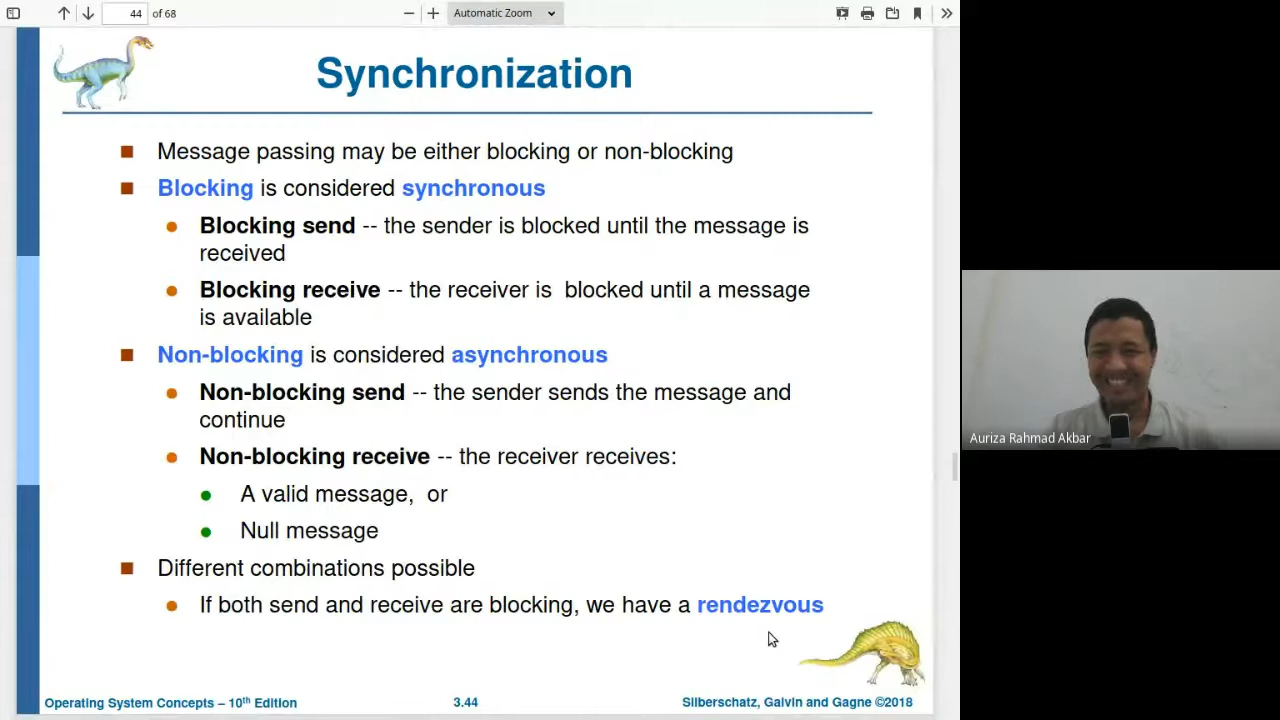 44 of 68
Automatic Zoom
Synchronization
Message passing may be either blocking or non-blocking
Blocking is considered synchronous
Blocking send -- the sender is blocked until the message is
received
Blocking receive -- the receiver is blocked until a message
is available
Non-blocking is considered asynchronous
Non-blocking send -- the sender sends the message and
continue
Non-blocking receive -- the receiver receives:
A valid message, or
Null message
Different combinations possible
If both send and receive are blocking, we have a rendezvous
Operating System Concepts – 10th Edition
3.44
Silberschatz, Galvin and Gagne ©2018
Auriza Rahmad Akbar